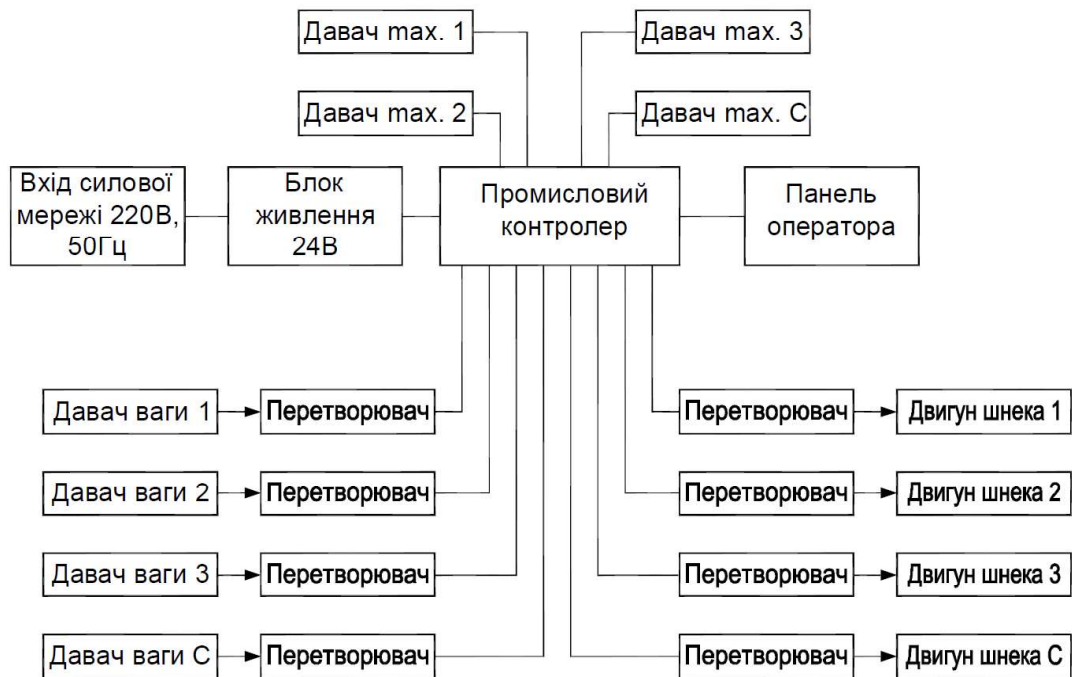 Давач max. 1
Давач max. 3
Давач max. 2
Давач max. С
Вхід силової
мережі 220В,
50Гц
Блок
живлення
24В
Промисловий
контролер
Панель
оператора
Давач ваги 1
Перетворювач
Перетворювач
Двигун шнека 1
Давач ваги 2
Перетворювач
Перетворювач
Двигун шнека 2
Давач ваги 3
Перетворювач
Перетворювач
Двигун шнека 3
Давач ваги С
Перетворювач
Перетворювач
Двигун шнека С